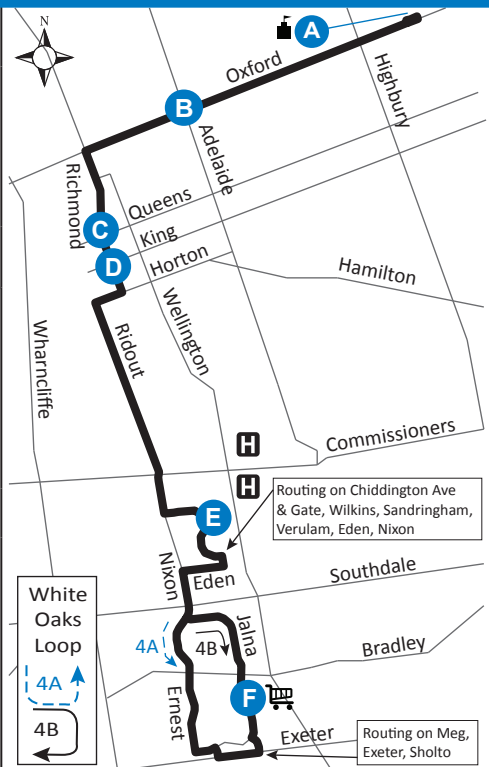 N
A
Oxford
Highbury
B
Adelaide
Richmond
Queens
C
King
D
Horton
Hamilton
Wellington
Ridout
Wharncliffe
H
Commissioners
H
Routing on Chiddington Ave
& Gate, Wilkins, Sandringham,
Verulam, Eden, Nixon
E
Nixon
Eden
Southdale
White
Oaks
Loop
4A
4B
4A
4B
Jalna
Bradley
F
Ernest
Exeter
Routing on Meg,
Exeter, Sholto